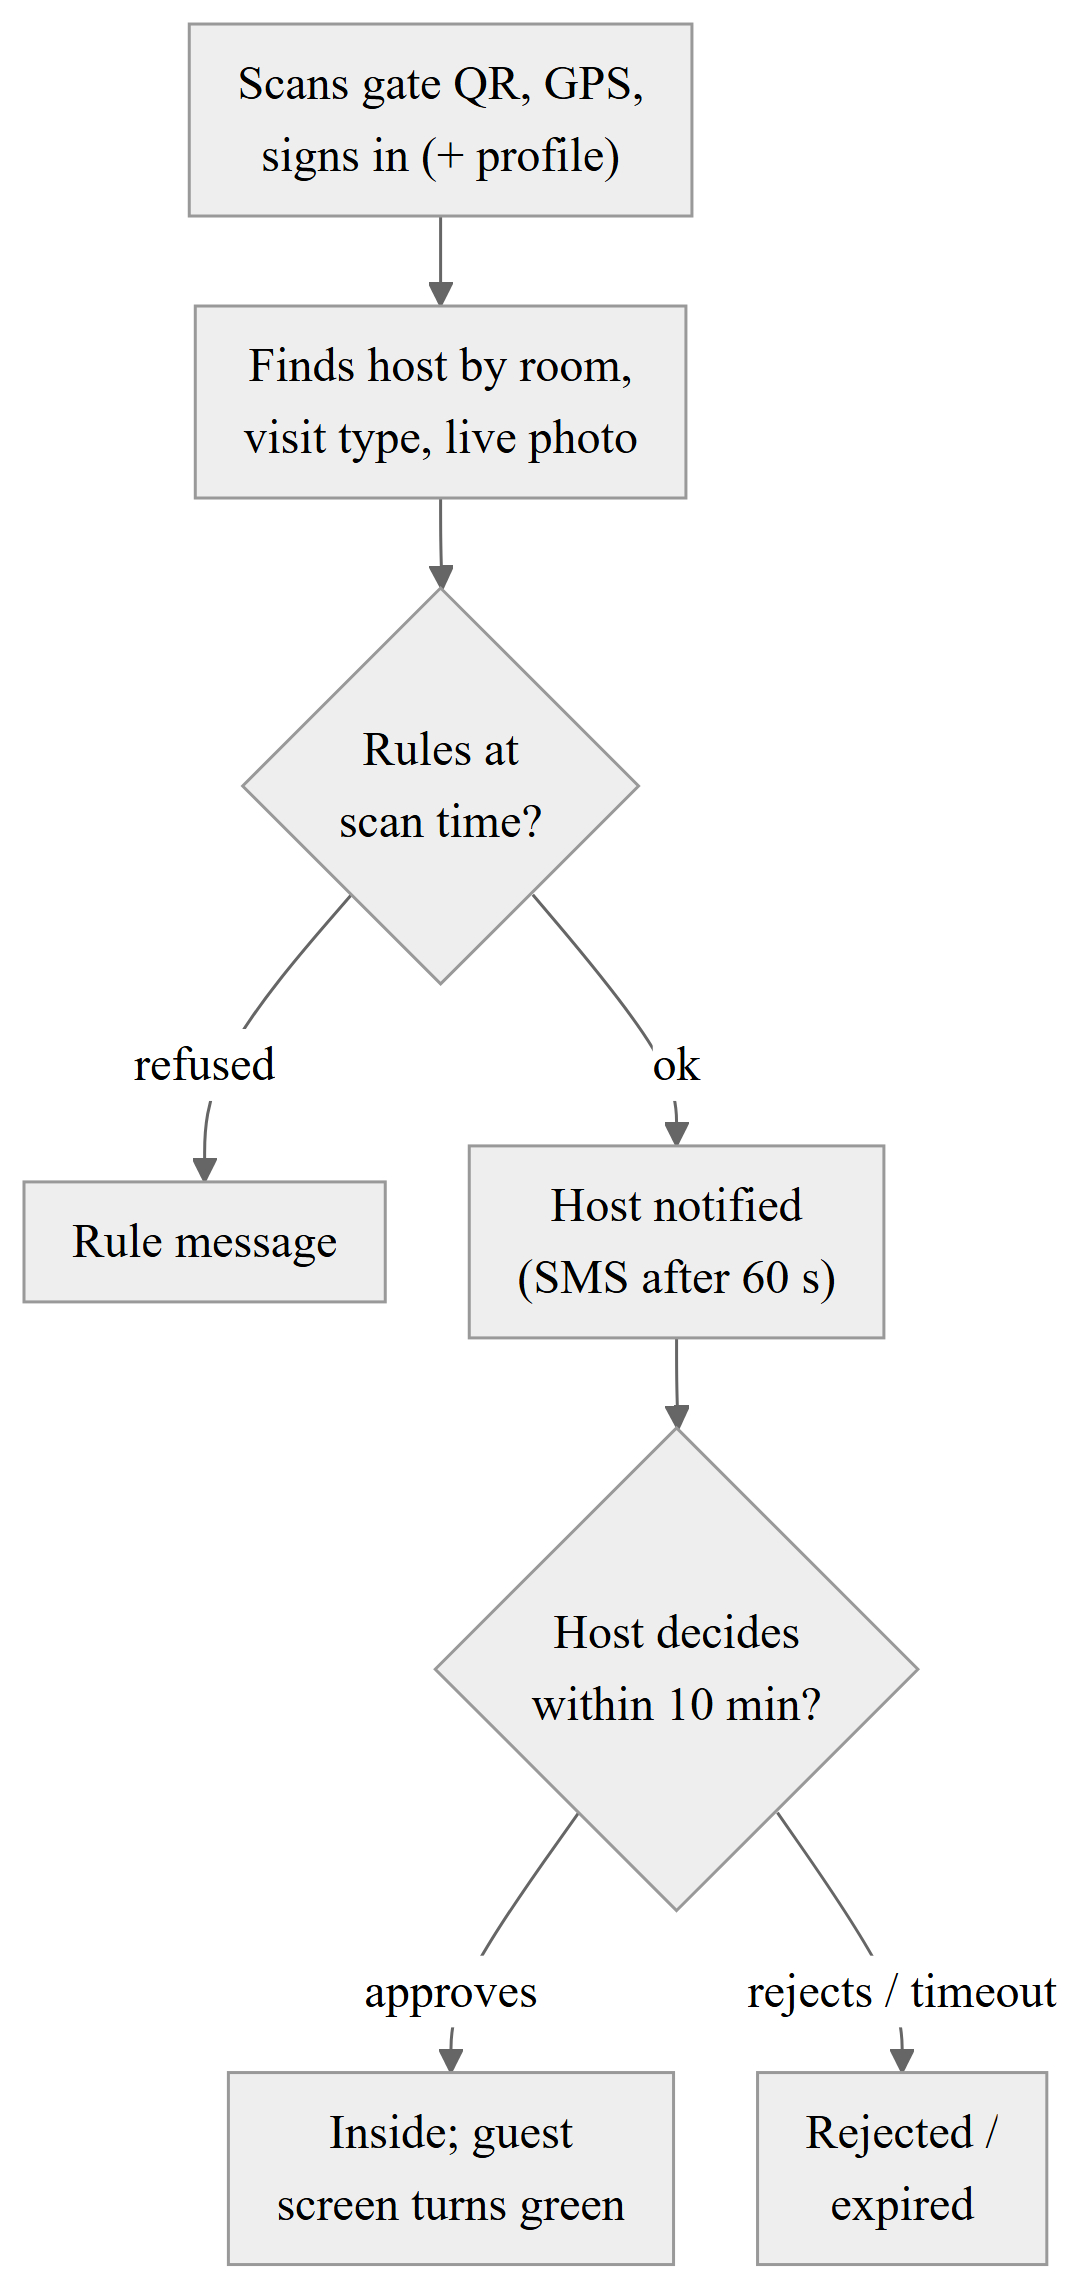 Scans gate QR, GPS,
signs in (+ profile)
Finds host by room,
visit type, live photo
Rules at
scan time?
refused
ok
Rule message
Host notified
(SMS after 60 s)
Host decides
within 10 min?
approves
rejects / timeout
Inside; guest
screen turns green
Rejected /
expired